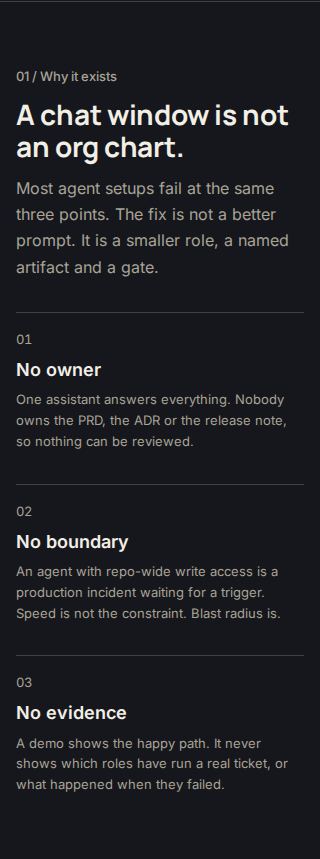 01 / Why it exists
A chat window is not
an org chart.
Most agent setups fail at the same
three points. The fix is not a better
prompt. It is a smaller role, a named
artifact and a gate.
01
No owner
One assistant answers everything. Nobody
owns the PRD, the ADR or the release note,
so nothing can be reviewed.
02
No boundary
An agent with repo-wide write access is a
production incident waiting for a trigger.
Speed is not the constraint. Blast radius is.
03
No evidence
A demo shows the happy path. It never
shows which roles have run a real ticket, or
what happened when they failed.